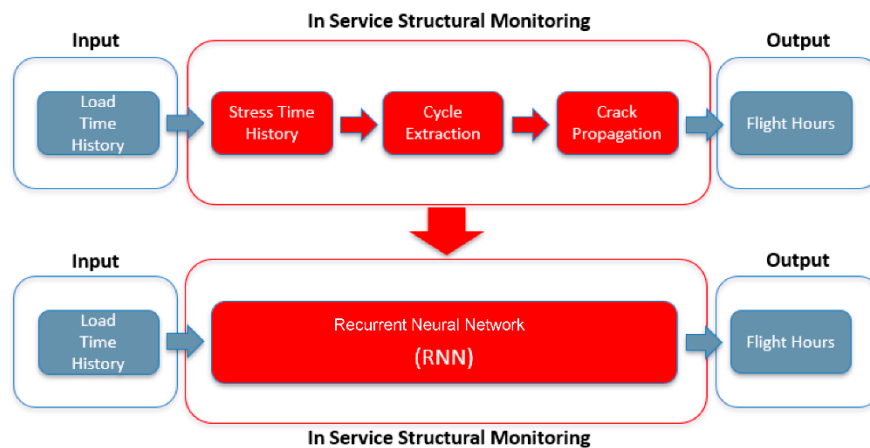 In Service Structural Monitoring
Input
Output
Load
Time
History
Stress Time
History
Cycle
Extraction
Crack
Propagation
Flight Hours
Input
Output
Load
Time
History
Recurrent Neural Network
(RNN)
Flight Hours
In Service Structural Monitoring